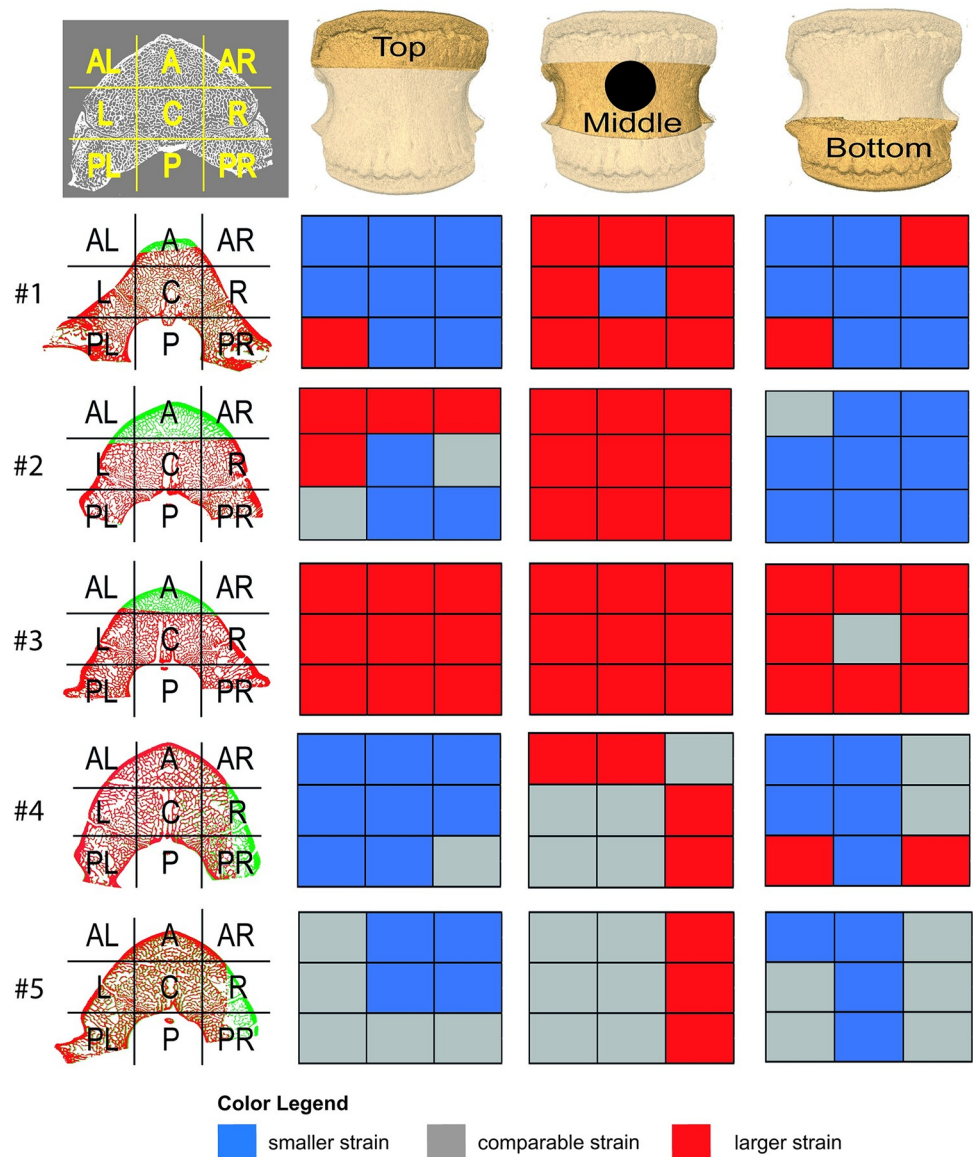 AL A AR
L C R
PL P PR
Top
Middle
Bottom
#1
AL A AR
L C R
PL P PR
#2
AL A AR
L C R
PL P PR
#3
AL A AR
L C R
PL P PR
#4
AL A AR
L C R
PL P PR
#5
AL A AR
L C R
PL P PR
Color Legend
smaller strain
comparable strain
larger strain